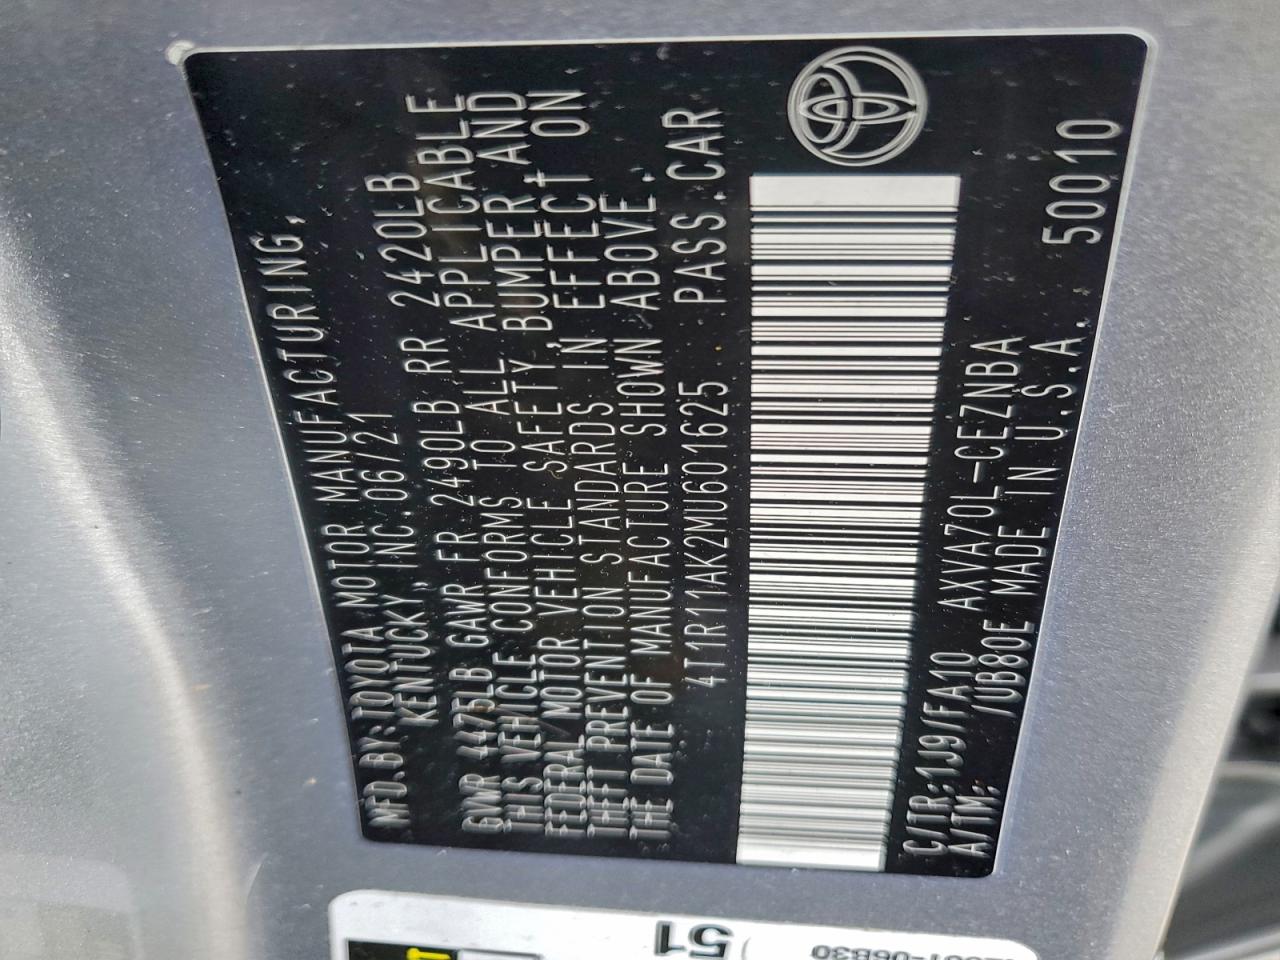 MFD.BY:TOYOTA MOTOR MANUFACTURING,
KENTUCKY, INC.06/21
GVWR 4475LB GAWR FR 2490LB RR 2420LB
THIS VEHICLE CONFORMS TO ALL APPLICABLE
FEDERAL MOTOR VEHICLE SAFETY, BUMPER AND
THEFT PREVENTION STANDARDS IN EFFECT ON
THE DATE OF MANUFACTURE SHOWN ABOVE.
4T1R11AK2MU601625 PASS.CAR
C/TR:1J9/FA10 AXVA70L-CEZNBA
A/TM: /UB80E MADE IN U.S.A. 50010
51